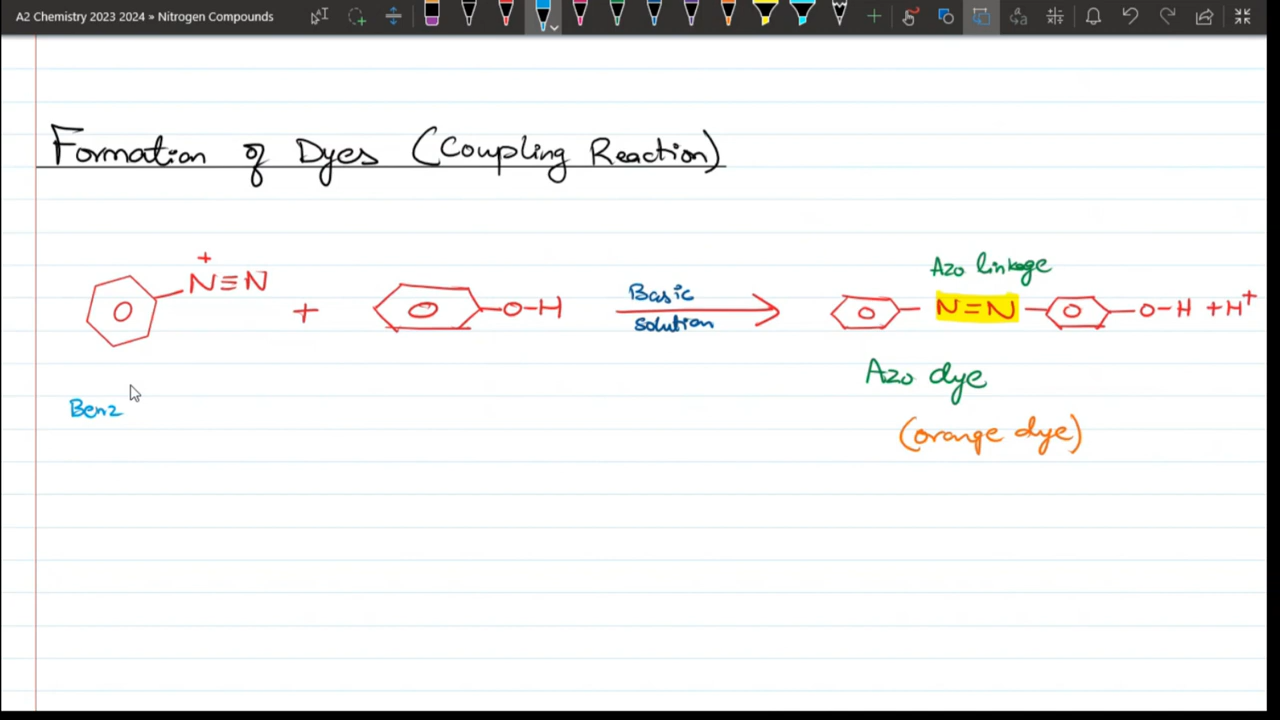 A2 Chemistry 2023 2024 » Nitrogen Compounds
Formation of Dyes (Coupling Reaction)
+
N≡N
+
O-H
Basic
solution
Azo linkage
N=N
O-H + H⁺
Azo dye
(orange dye)
Benz